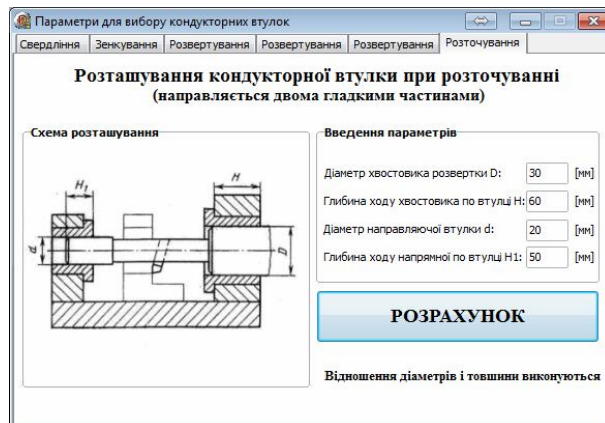 Параметри для вибору кондукторних втулок
Свердління Зенкування Розвертування Розвертування Розвертування Розточування
Розташування кондукторної втулки при розточуванні
(направляється двома гладкими частинами)
Схема розташування
H
H1
d
D
Введення параметрів
Діаметр хвостовика розвертки D: 30 [мм]
Глибина ходу хвостовика по втулці H: 60 [мм]
Діаметр направляючої втулки d: 20 [мм]
Глибина ходу напрямної по втулці H1: 50 [мм]
РОЗРАХУНОК
Відношення діаметрів і товшини виконуються